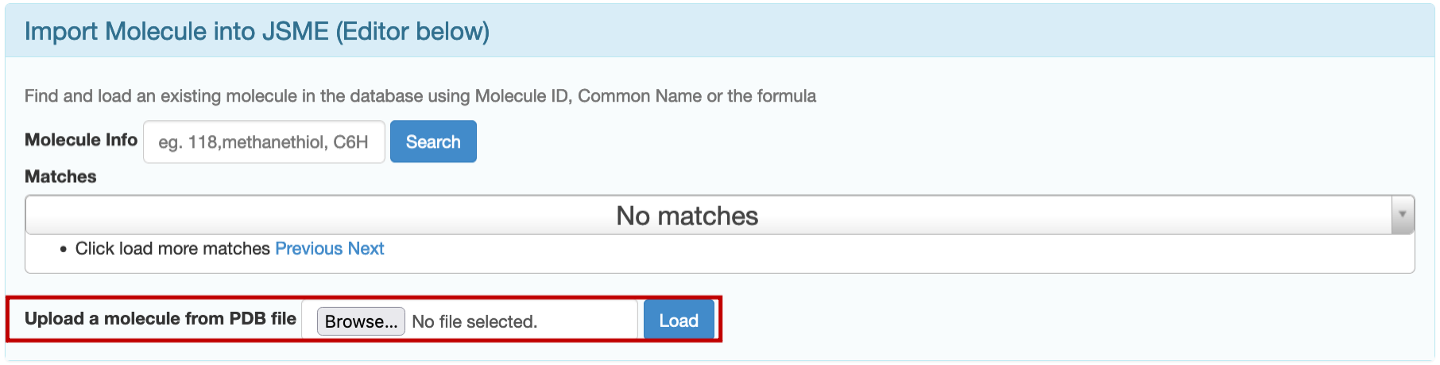 Import Molecule into JSME (Editor below)
Find and load an existing molecule in the database using Molecule ID, Common Name or the formula
Molecule Info eg. 118,methanethiol, C6H Search
Matches
No matches
• Click load more matches Previous Next
Upload a molecule from PDB file Browse... No file selected. Load